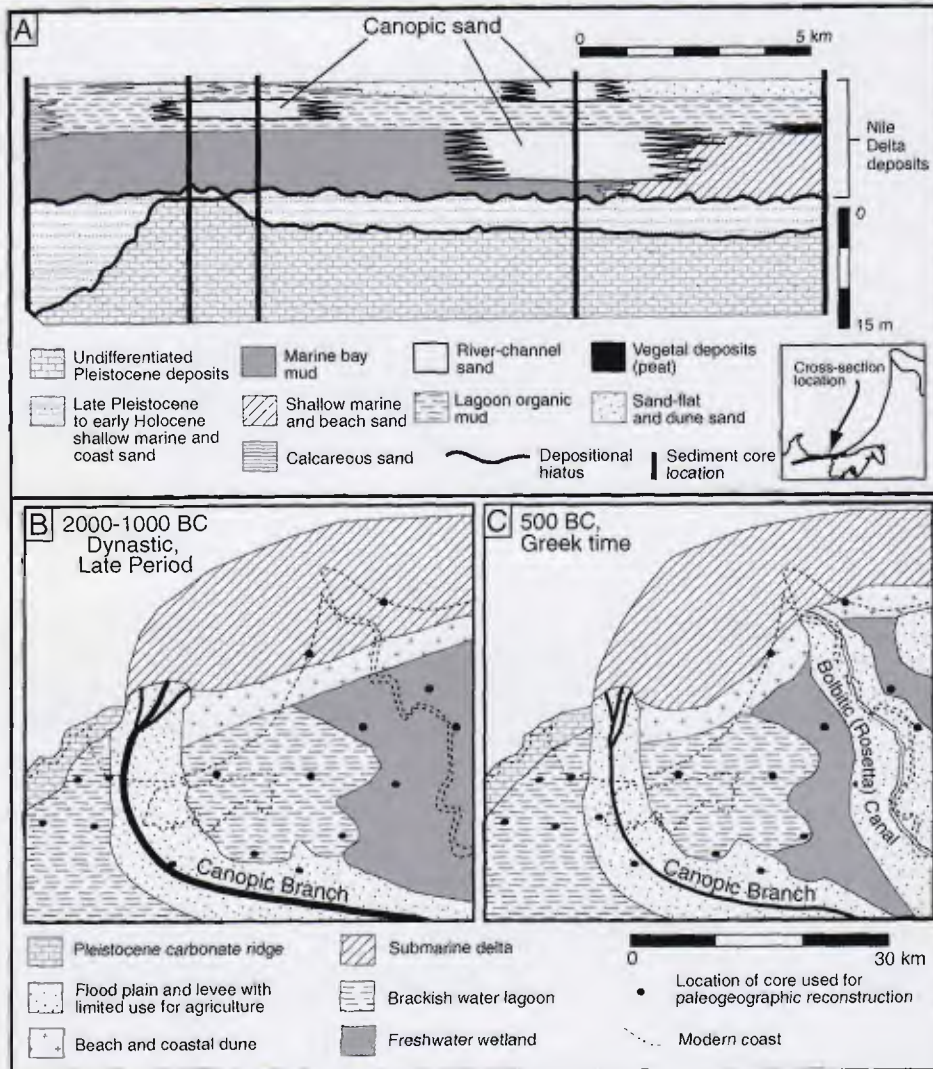 A
Canopic sand
0
5 km
Nile
Delta
deposits
0
15 m
Undifferentiated
Pleistocene deposits
Marine bay
mud
River-channel
sand
Vegetal deposits
(peat)
Late Pleistocene
to early Holocene
shallow marine and
coast sand
Shallow marine
and beach sand
Lagoon organic
mud
Sand-flat
and dune sand
Calcareous sand
Depositional
hiatus
Sediment core
location
Cross-section
location
B
2000-1000 BC
Dynastic,
Late Period
Canopic Branch
C
500 BC,
Greek time
Bolbitic (Rosetta) Canal
Canopic Branch
Pleistocene carbonate ridge
Submarine delta
0
30 km
Flood plain and levee with
limited use for agriculture
Brackish water lagoon
Location of core used for
paleogeographic reconstruction
Beach and coastal dune
Freshwater wetland
Modern coast